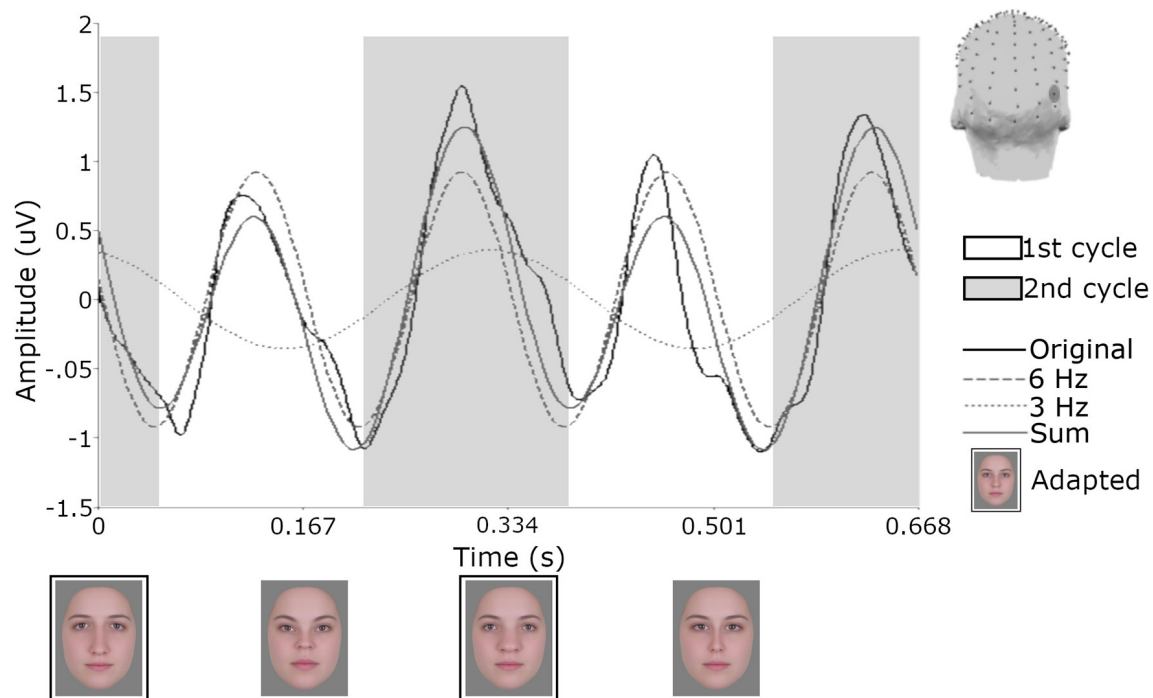 2
1.5
1
0.5
0
-.05
-1
-1.5
Amplitude (uV)
0
0.167
0.334
0.501
0.668
Time (s)
1st cycle
2nd cycle
Original
6 Hz
3 Hz
Sum
Adapted